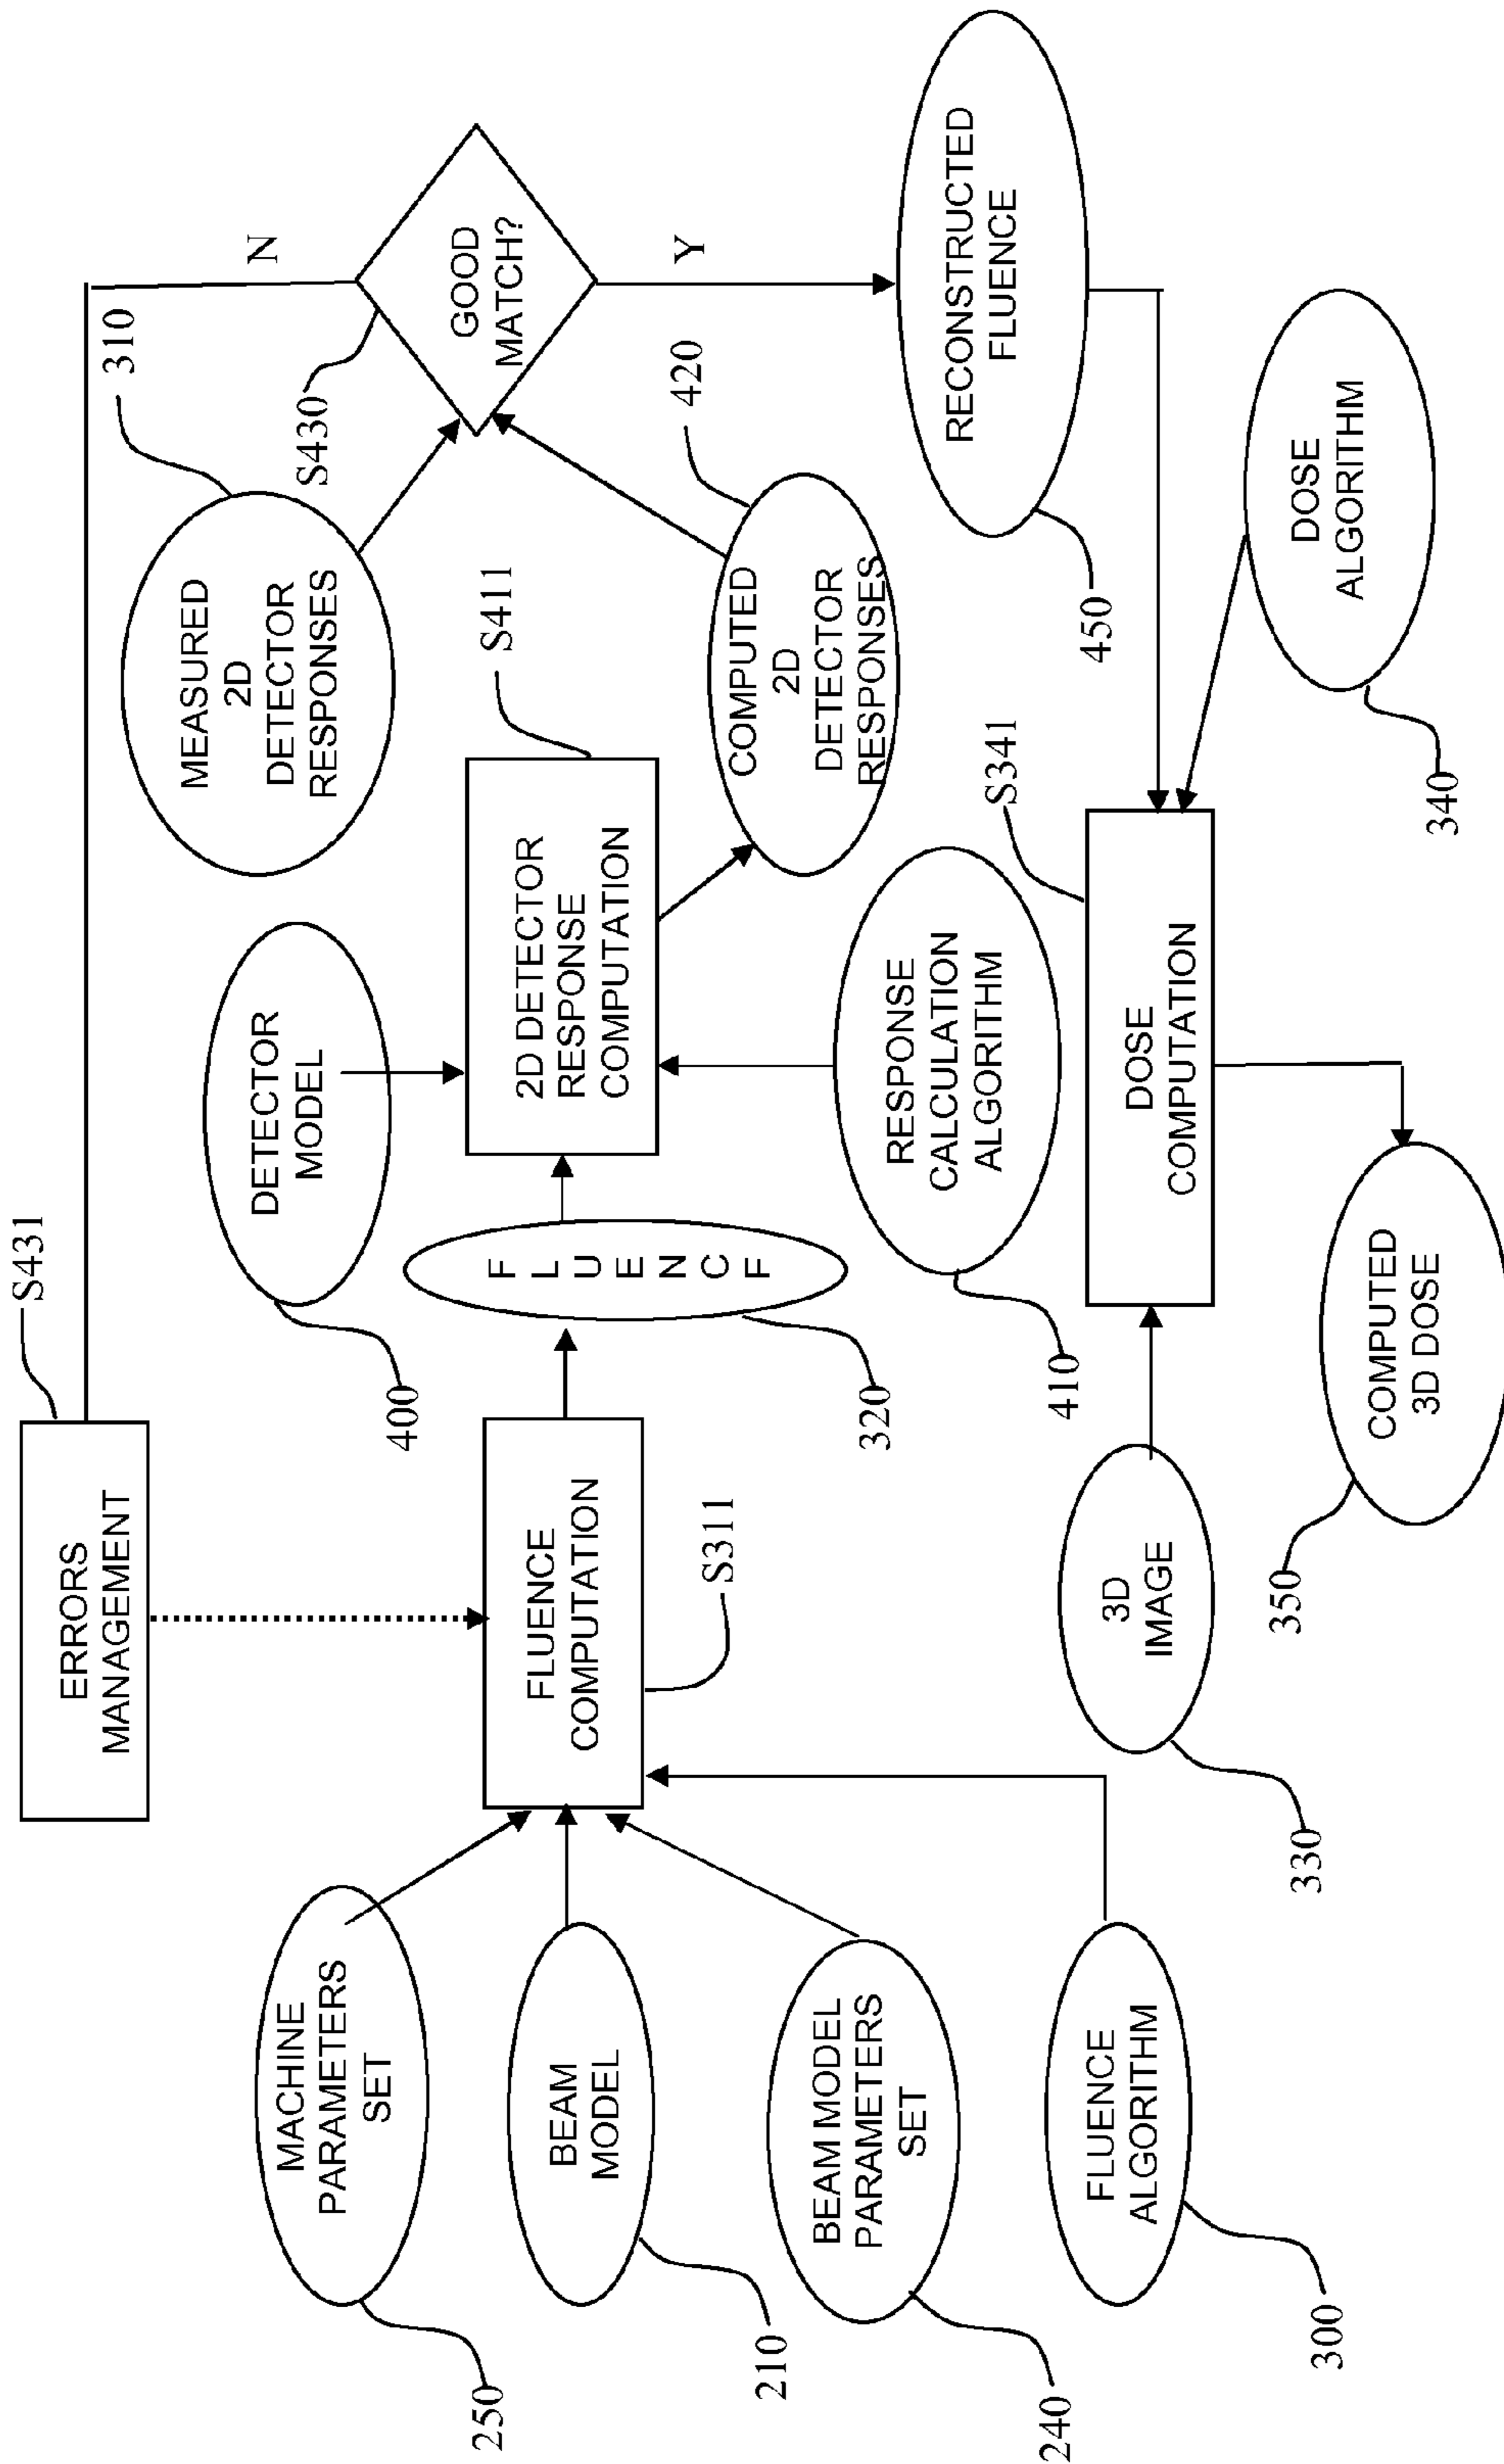 S431
ERRORS
MANAGEMENT
N
310
MEASURED
2D
DETECTOR
RESPONSES
S430
GOOD
MATCH?
Y
400
DETECTOR
MODEL
250
MACHINE
PARAMETERS
SET
210
BEAM
MODEL
240
BEAM MODEL
PARAMETERS
SET
300
FLUENCE
ALGORITHM
FLUENCE
COMPUTATION
S311
F
L
U
E
N
C
F
320
2D DETECTOR
RESPONSE
COMPUTATION
S411
420
COMPUTED
2D
DETECTOR
RESPONSES
RESPONSE
CALCULATION
ALGORITHM
410
RECONSTRUCTED
FLUENCE
450
3D
IMAGE
330
S341
DOSE
COMPUTATION
DOSE
ALGORITHM
340
COMPUTED
3D DOSE
350